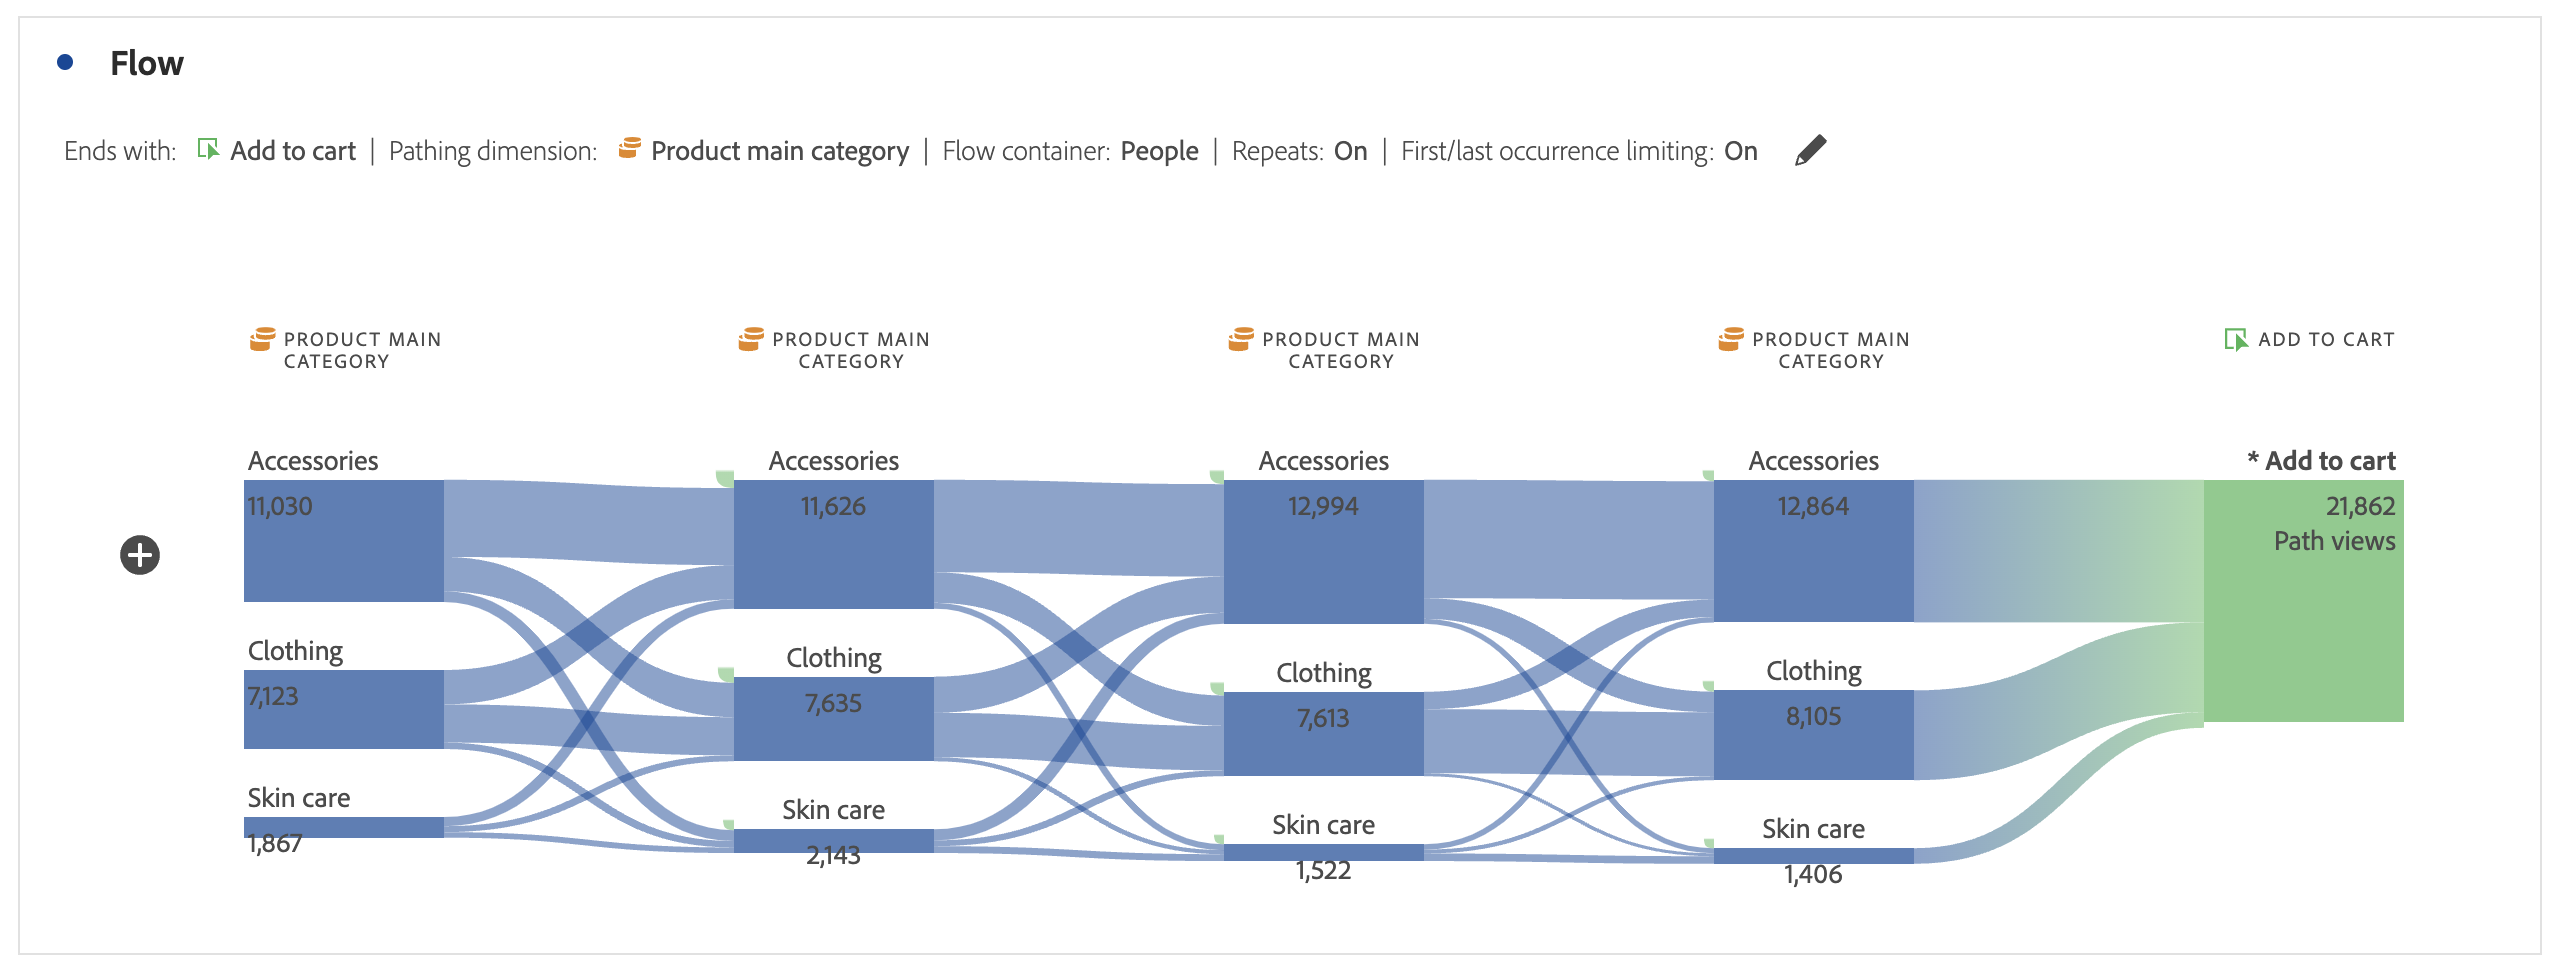 Flow
Ends with: Add to cart | Pathing dimension: Product main category | Flow container: People | Repeats: On | First/last occurrence limiting: On
PRODUCT MAIN
CATEGORY
PRODUCT MAIN
CATEGORY
PRODUCT MAIN
CATEGORY
PRODUCT MAIN
CATEGORY
ADD TO CART
Accessories
11,030
Clothing
7,123
Skin care
1,867
Accessories
11,626
Clothing
7,635
Skin care
2,143
Accessories
12,994
Clothing
7,613
Skin care
1,522
Accessories
12,864
Clothing
8,105
Skin care
1,406
* Add to cart
21,862
Path views